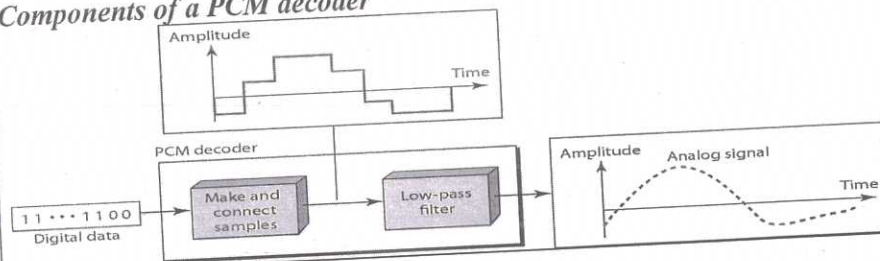 Components of a PCM decoder
Amplitude
Time
PCM decoder
11 ••• 1100
Digital data
Make and
connect
samples
Low-pass
filter
Amplitude
Analog signal
Time